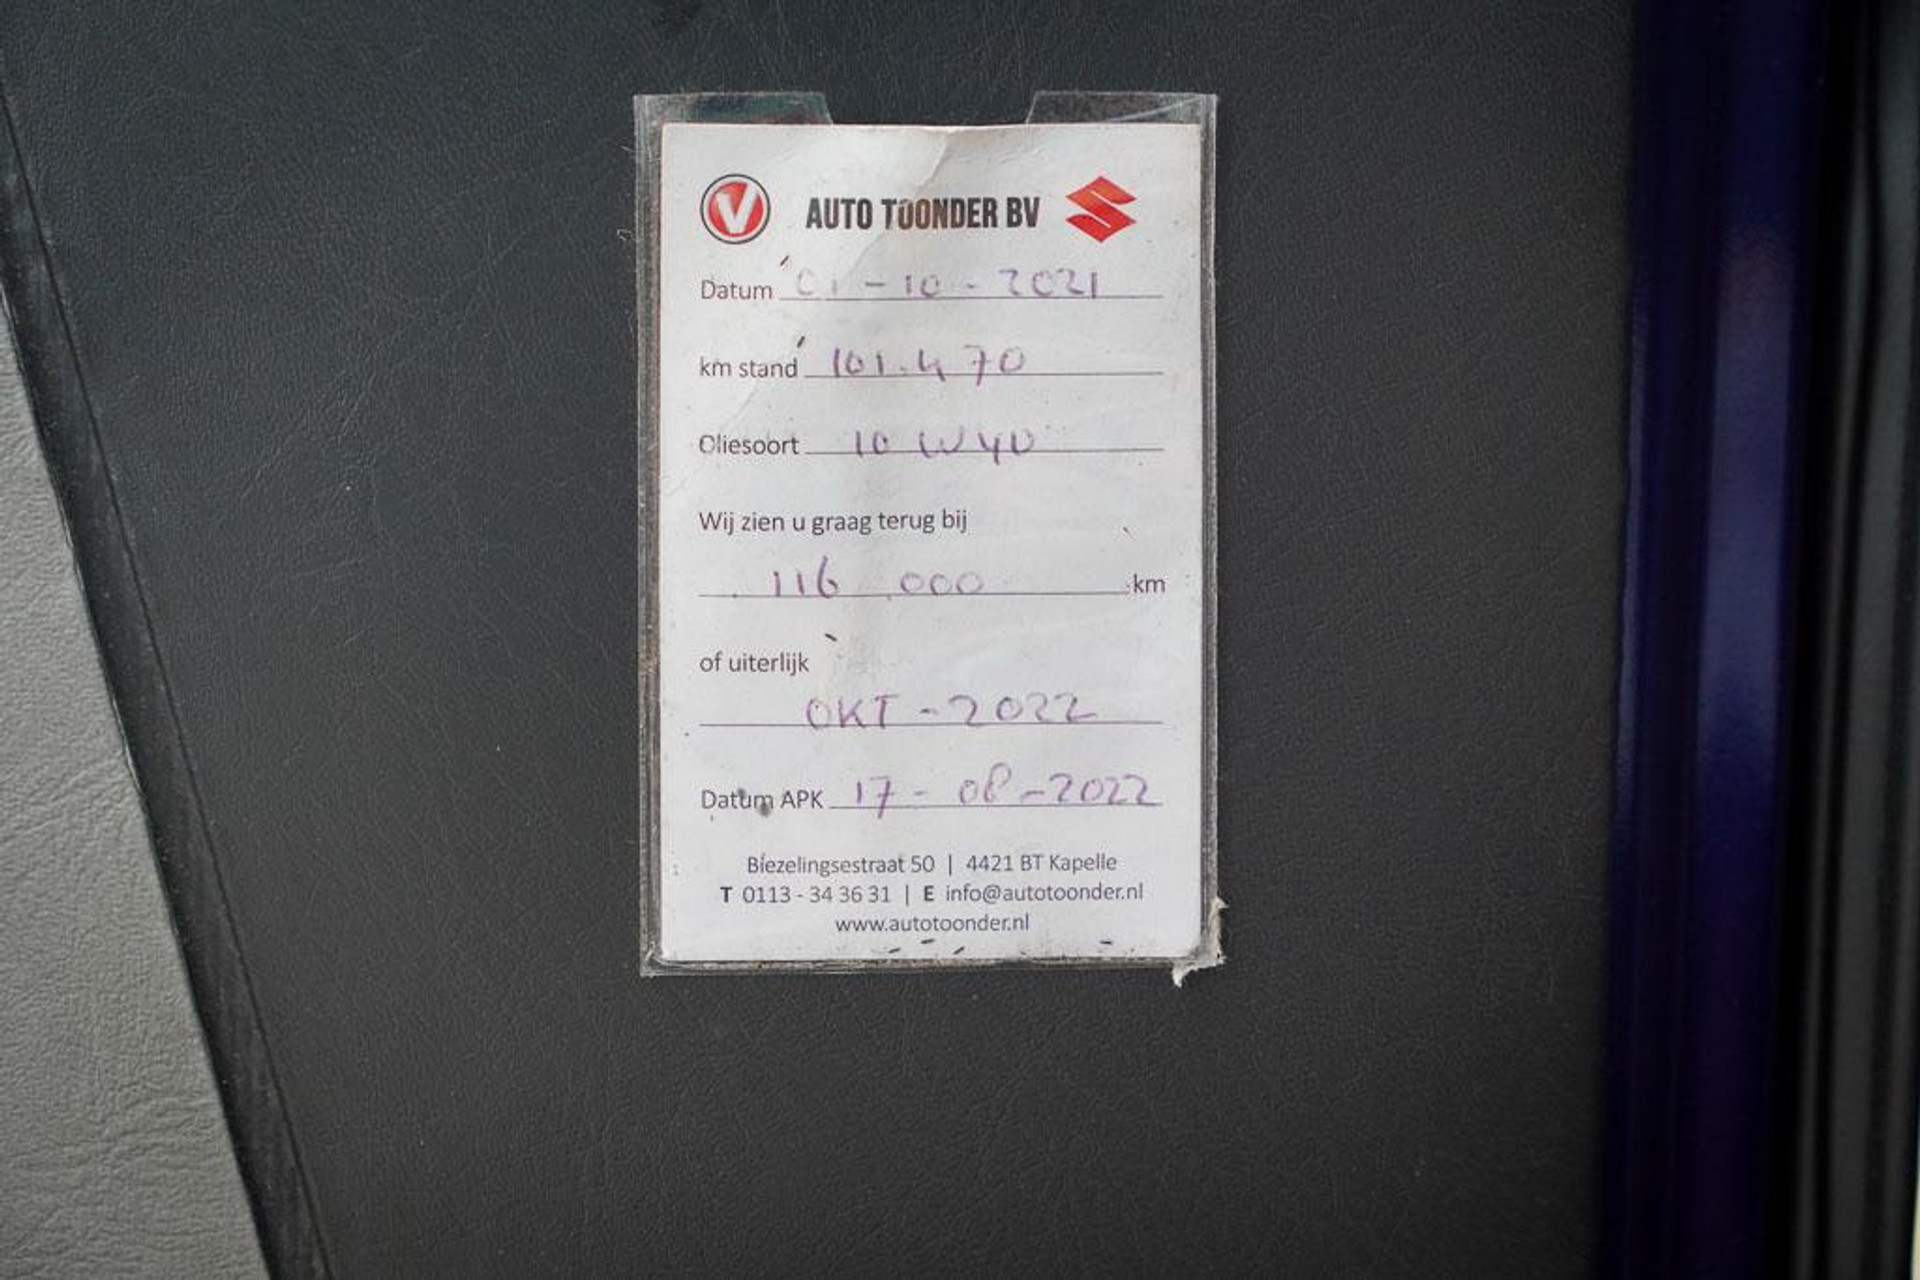 V AUTO TOONDER BV
Datum 01-10-2021
km stand 101.470
Oliesoort 10W40
Wij zien u graag terug bij
116 000 km
of uiterlijk
OKT-2022
Datum APK 17-08-2022
Biezelingsestraat 50 | 4421 BT Kapelle
T 0113 - 34 36 31 | E info@autotoonder.nl
www.autotoonder.nl